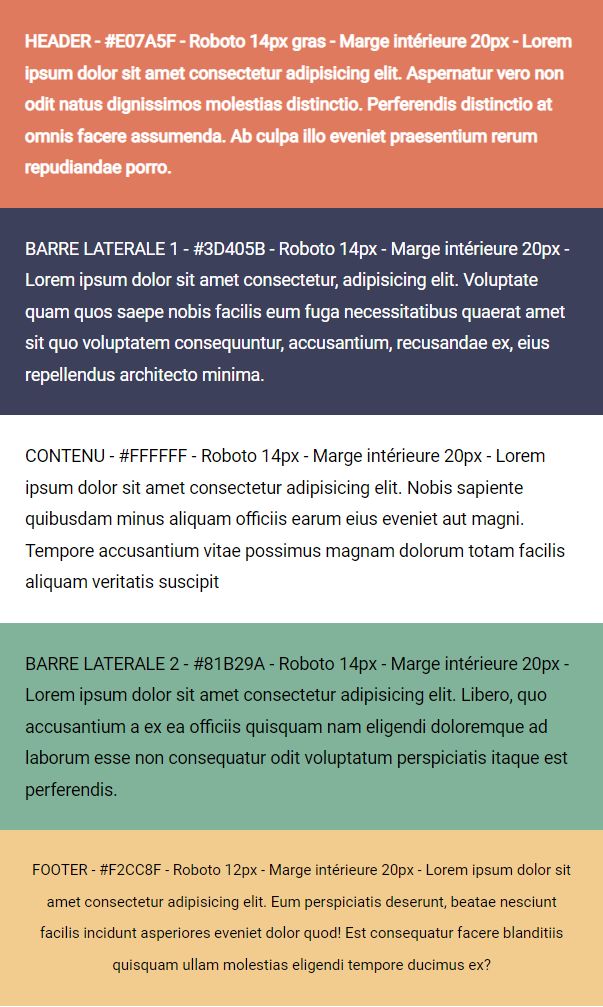 HEADER - #E07A5F - Roboto 14px gras - Marge intérieure 20px - Lorem
ipsum dolor sit amet consectetur adipisicing elit. Aspernatur vero non
odit natus dignissimos molestias distinctio. Perferendis distinctio at
omnis facere assumenda. Ab culpa illo eveniet praesentium rerum
repudiandae porro.
BARRE LATERALE 1 - #3D405B - Roboto 14px - Marge intérieure 20px -
Lorem ipsum dolor sit amet consectetur, adipisicing elit. Voluptate
quam quos saepe nobis facilis eum fuga necessitatibus quaerat amet
sit quo voluptatem consequuntur, accusantium, recusandae ex, eius
repellendus architecto minima.
CONTENU - #FFFFFF - Roboto 14px - Marge intérieure 20px - Lorem
ipsum dolor sit amet consectetur adipisicing elit. Nobis sapiente
quibusdam minus aliquam officiis earum eius eveniet aut magni.
Tempore accusantium vitae possimus magnam dolorum totam facilis
aliquam veritatis suscipit
BARRE LATERALE 2 - #81B29A - Roboto 14px - Marge intérieure 20px -
Lorem ipsum dolor sit amet consectetur adipisicing elit. Libero, quo
accusantium a ex ea officiis quisquam nam eligendi doloremque ad
laborum esse non consequatur odit voluptatum perspiciatis itaque est
perferendis.
FOOTER - #F2CC8F - Roboto 12px - Marge intérieure 20px - Lorem ipsum dolor sit
amet consectetur adipisicing elit. Eum perspiciatis deserunt, beatae nesciunt
facilis incidunt asperiores eveniet dolor quod! Est consequatur facere blanditiis
quisquam ullam molestias eligendi tempore ducimus ex?